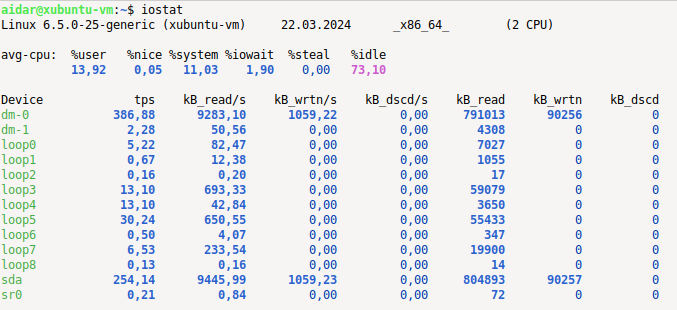 aidar@xubuntu-vm:~$ iostat
Linux 6.5.0-25-generic (xubuntu-vm) 22.03.2024 _x86_64_ (2 CPU)
avg-cpu: %user %nice %system %iowait %steal %idle
13,92 0,05 11,03 1,90 0,00 73,10
Device tps kB_read/s kB_wrtn/s kB_dscd/s kB_read kB_wrtn kB_dscd
dm-0 386,88 9283,10 1059,22 0,00 791013 90256 0
dm-1 2,28 50,56 0,00 0,00 4308 0 0
loop0 5,22 82,47 0,00 0,00 7027 0 0
loop1 0,67 12,38 0,00 0,00 1055 0 0
loop2 0,16 0,20 0,00 0,00 17 0 0
loop3 13,10 693,33 0,00 0,00 59079 0 0
loop4 13,10 42,84 0,00 0,00 3650 0 0
loop5 30,24 650,55 0,00 0,00 55433 0 0
loop6 0,50 4,07 0,00 0,00 347 0 0
loop7 6,53 233,54 0,00 0,00 19900 0 0
loop8 0,13 0,16 0,00 0,00 14 0 0
sda 254,14 9445,99 1059,23 0,00 804893 90257 0
sr0 0,21 0,84 0,00 0,00 72 0 0